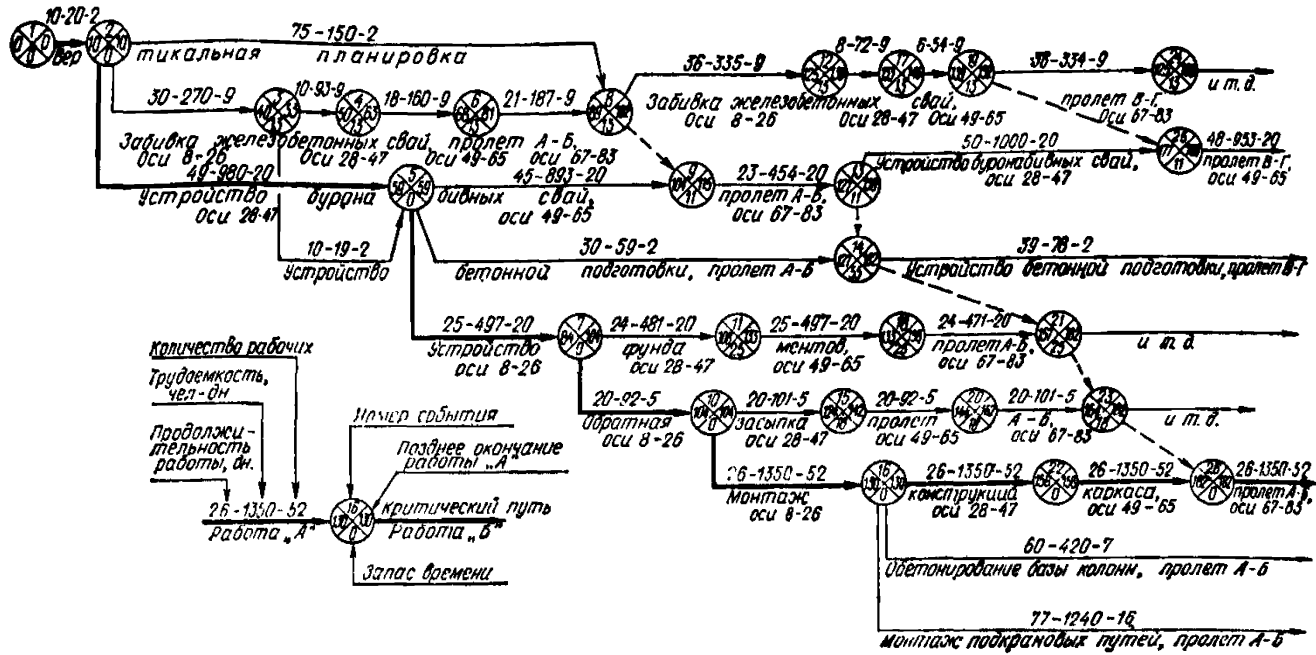 10-20-2
75-150-2
вер
тикальная планировка
36-335-9
8-72-9
6-54-9
38-334-9
и т.д.
30-270-9
10-93-9
18-160-9
21-187-9
Забивка железобетонных свай, пролет А-Б,
Оси 8-26
Оси 28-47
Оси 49-65
Оси 67-83
Забивка железобетонных свай, пролет В-Г,
Оси 8-26
Оси 28-47
Оси 49-65
Оси 67-83
49-980-20
45-893-20
23-454-20
50-1000-20
48-953-20
Устройство бурона бивных свай, пролет А-Б,
оси 28-47
оси 49-65
оси 67-83
Устройство буронабивных свай, пролет В-Г,
оси 28-47
оси 49-65
10-19-2
30-59-2
39-78-2
Устройство бетонной подготовки, пролет А-Б
Устройство бетонной подготовки, пролет В-Г
25-497-20
24-481-20
25-497-20
24-471-20
Устройство фунда ментов, пролет А-Б,
оси 8-26
оси 28-47
оси 49-65
оси 67-83
и т.д.
20-92-5
20-101-5
20-92-5
20-101-5
Обратная засыпка пролет А-Б,
оси 8-26
оси 28-47
оси 49-65
оси 67-83
и т.д.
26-1350-52
26-1350-52
26-1350-52
26-1350-52
Монтаж конструкций каркаса, пролет А-Б,
оси 8-26
оси 28-47
оси 49-65
оси 67-83
60-420-7
Обетонирование базы колонн, пролет А-Б
77-1240-16
Монтаж подкрановых путей, пролет А-Б
Количество рабочих
Трудоемкость,
чел-дн
Продолжи-
тельность
работы, дн.
26-1350-52
Работа „А“
Номер события
Позднее окончание
работы „А“
16
130
130
0
Критический путь
Работа „Б“
Запас времени